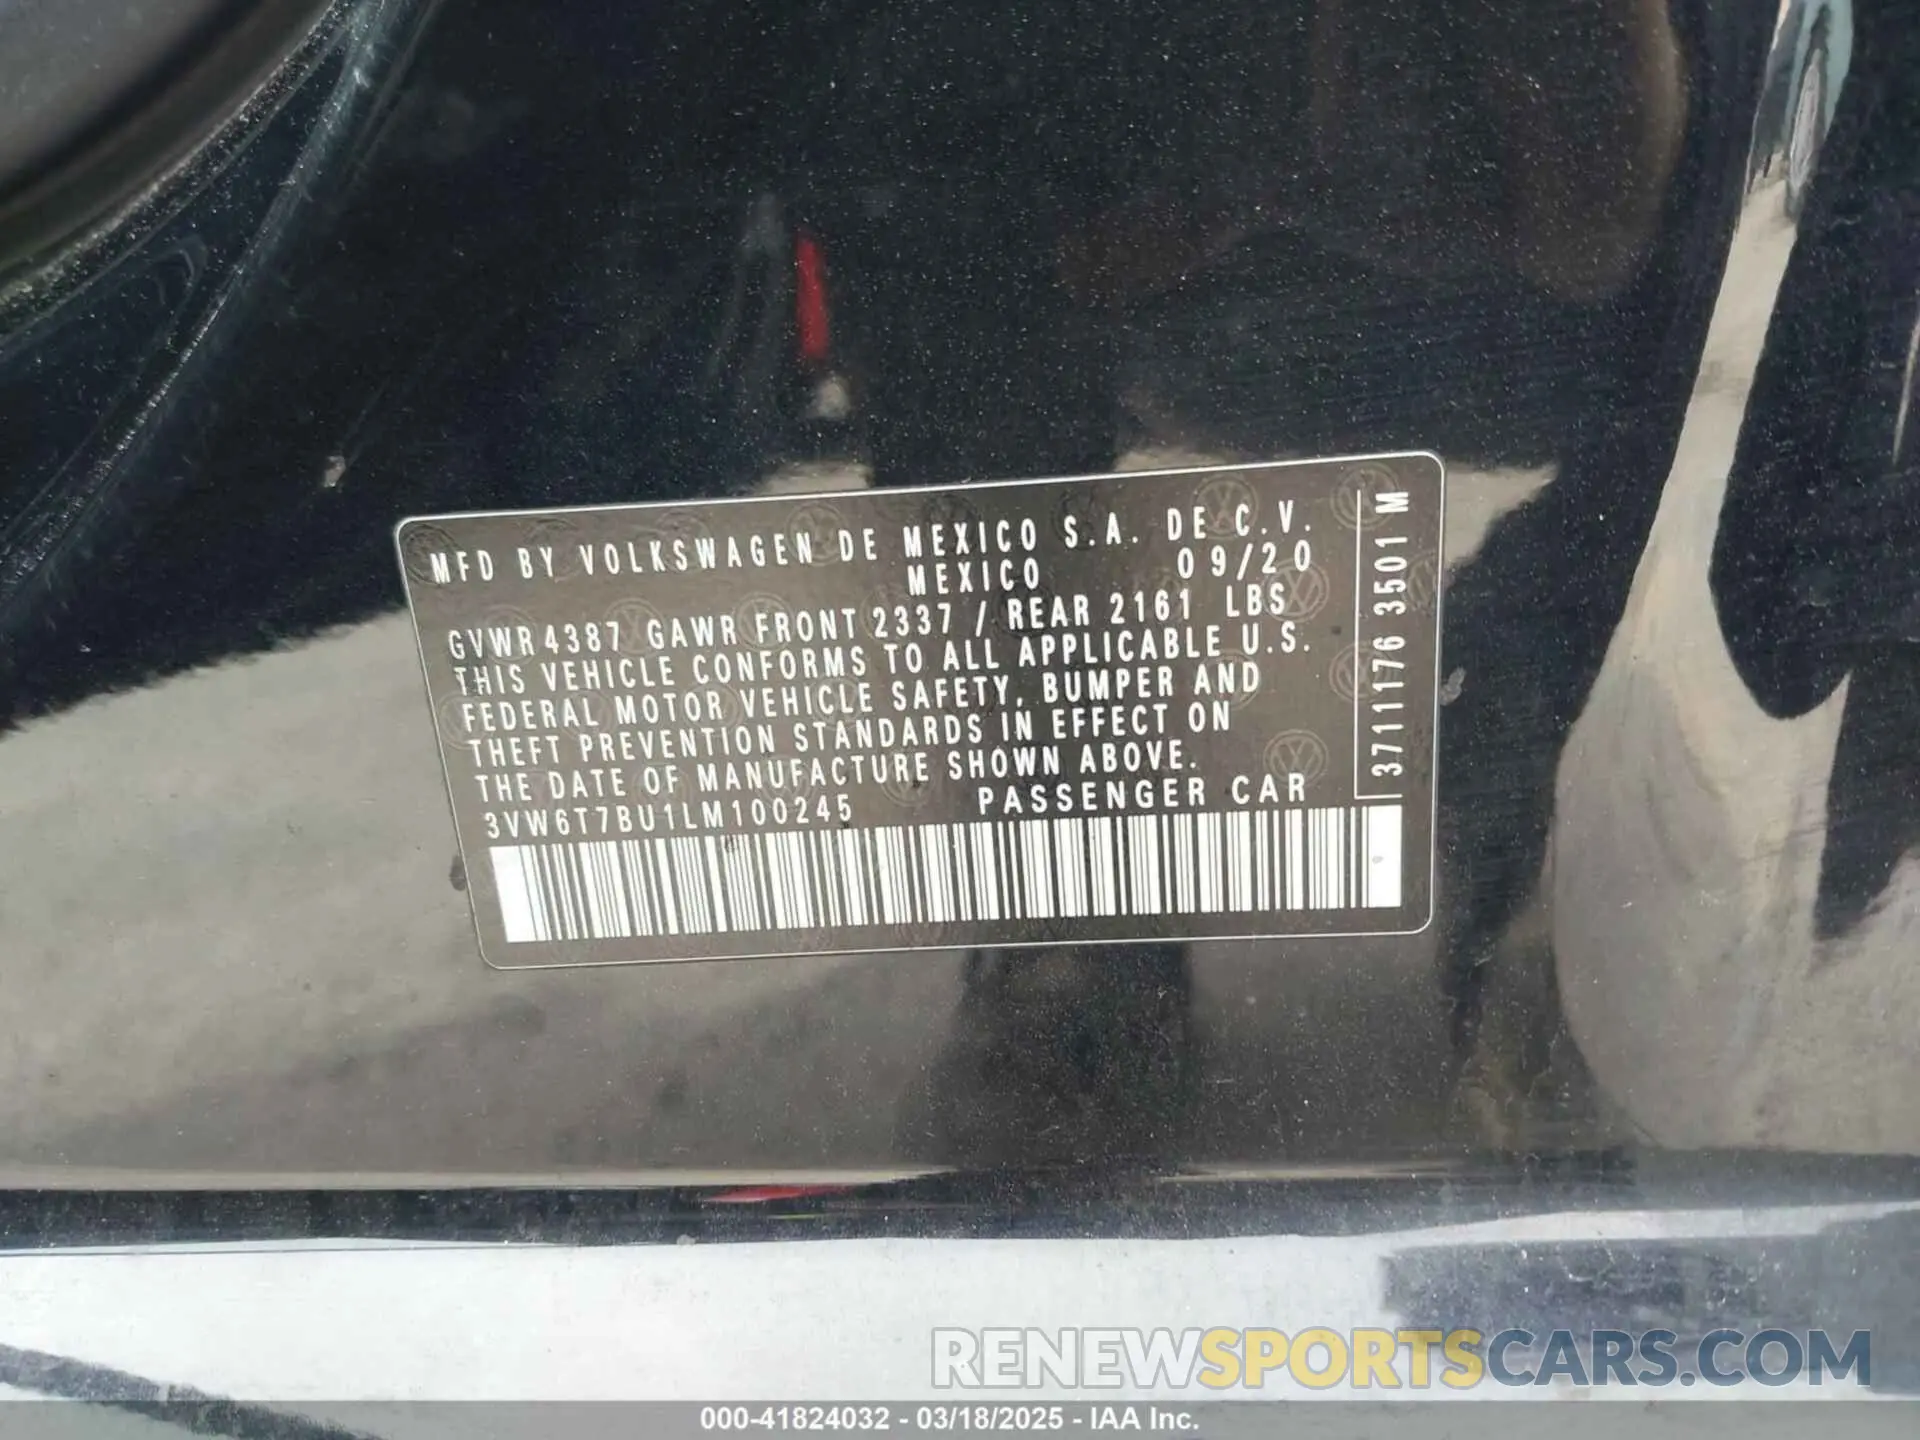 MFD BY VOLKSWAGEN DE MEXICO S.A. DE C.V.
MEXICO 09/20
GVWR 4387 GAWR FRONT 2337 / REAR 2161 LBS
THIS VEHICLE CONFORMS TO ALL APPLICABLE U.S.
FEDERAL MOTOR VEHICLE SAFETY, BUMPER AND
THEFT PREVENTION STANDARDS IN EFFECT ON
THE DATE OF MANUFACTURE SHOWN ABOVE.
3VW6T7BU1LM100245 PASSENGER CAR
37111176 3501 M
RENEWSPORTSCARS.COM
000-41824032 - 03/18/2025 - IAA Inc.